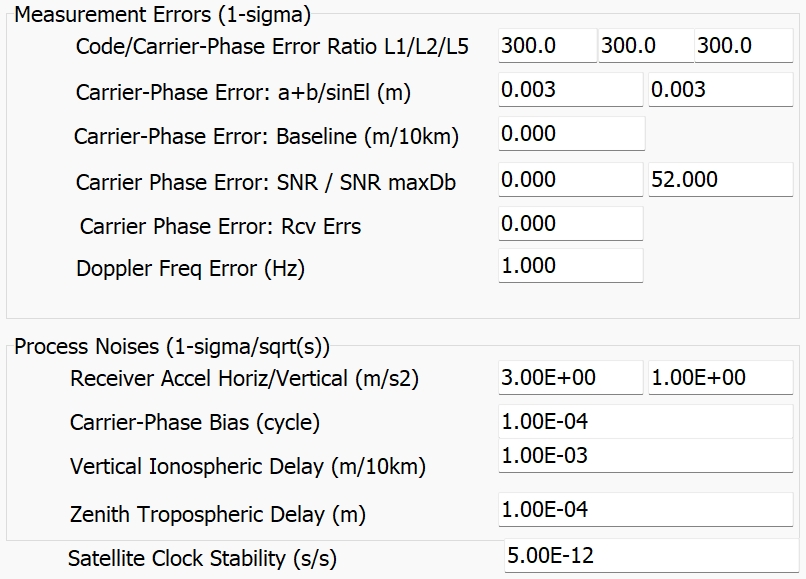 Measurement Errors (1-sigma)
Code/Carrier-Phase Error Ratio L1/L2/L5 300.0 300.0 300.0
Carrier-Phase Error: a+b/sinEl (m) 0.003 0.003
Carrier-Phase Error: Baseline (m/10km) 0.000
Carrier Phase Error: SNR / SNR maxDb 0.000 52.000
Carrier Phase Error: Rcv Errs 0.000
Doppler Freq Error (Hz) 1.000
Process Noises (1-sigma/sqrt(s))
Receiver Accel Horiz/Vertical (m/s2) 3.00E+00 1.00E+00
Carrier-Phase Bias (cycle) 1.00E-04
Vertical Ionospheric Delay (m/10km) 1.00E-03
Zenith Tropospheric Delay (m) 1.00E-04
Satellite Clock Stability (s/s) 5.00E-12